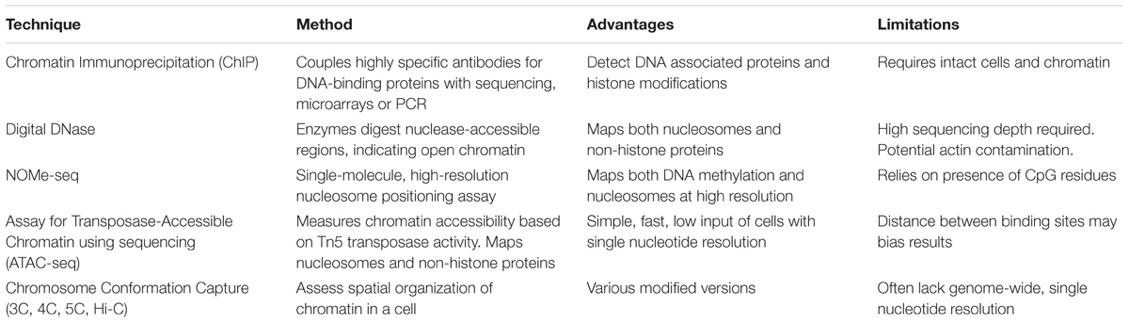 Technique Method Advantages Limitations
Chromatin Immunoprecipitation (ChIP) Couples highly specific antibodies for Detect DNA associated proteins and Requires intact cells and chromatin
DNA-binding proteins with sequencing, histone modifications
microarrays or PCR
Digital DNase Enzymes digest nuclease-accessible Maps both nucleosomes and High sequencing depth required.
regions, indicating open chromatin non-histone proteins Potential actin contamination.
NOMe-seq Single-molecule, high-resolution Maps both DNA methylation and Relies on presence of CpG residues
nucleosome positioning assay nucleosomes at high resolution
Assay for Transposase-Accessible Measures chromatin accessibility based Simple, fast, low input of cells with Distance between binding sites may
Chromatin using sequencing on Tn5 transposase activity. Maps single nucleotide resolution bias results
(ATAC-seq) nucleosomes and non-histone proteins
Chromosome Conformation Capture Assess spatial organization of Various modified versions Often lack genome-wide, single
(3C, 4C, 5C, Hi-C) chromatin in a cell nucleotide resolution